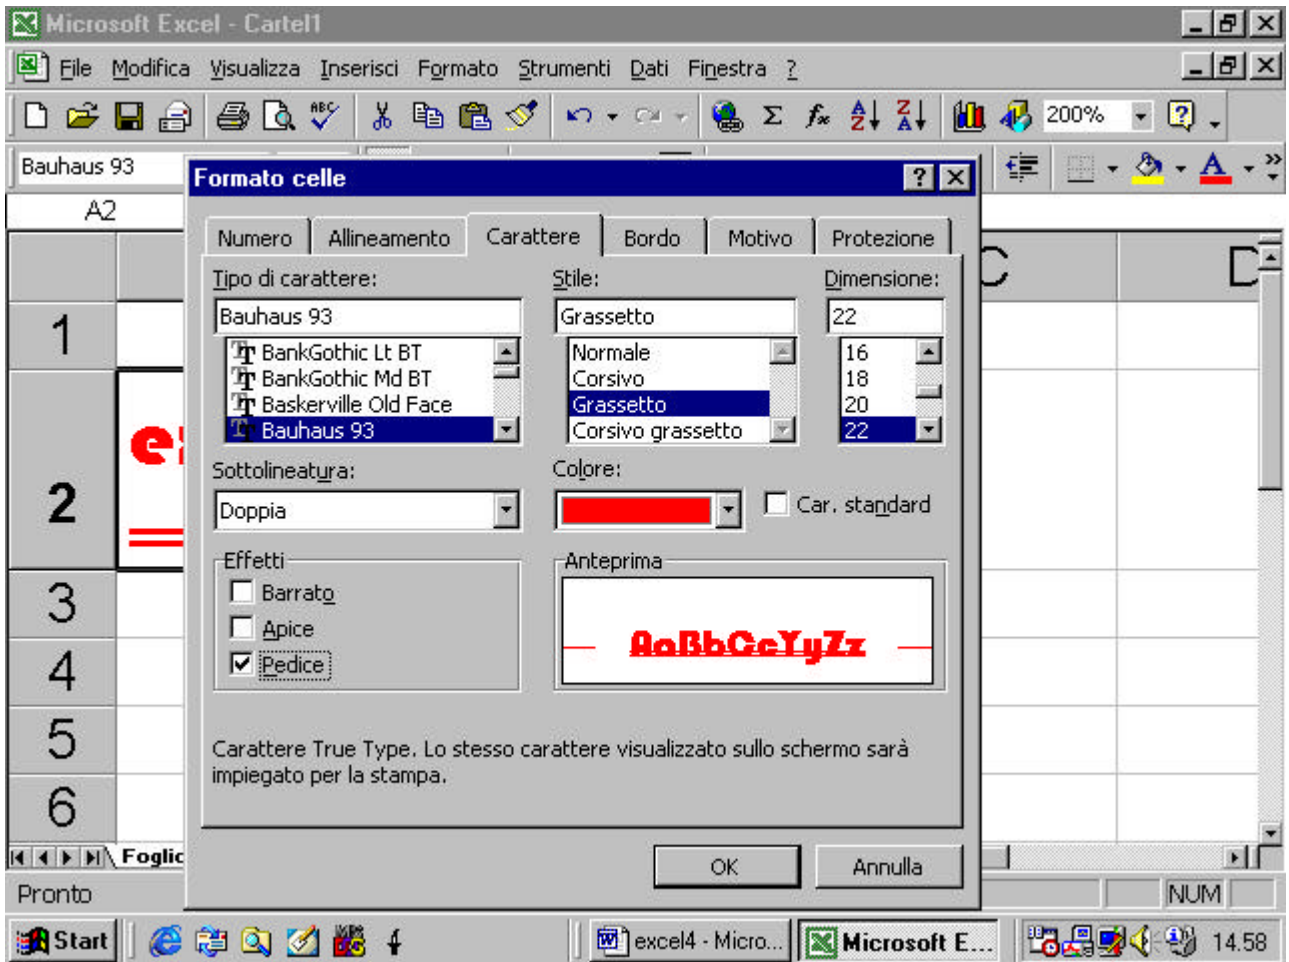 Microsoft Excel - Cartel1
File Modifica Visualizza Inserisci Formato Strumenti Dati Finestra ?
ABC Σ fx A Z Z A 200% ?
Bauhaus 93 A
A2
Formato celle ?
Numero Allineamento Carattere Bordo Motivo Protezione
C D
Tipo di carattere: Stile: Dimensione:
Bauhaus 93 Grassetto 22
BankGothic Lt BT Normale 16
BankGothic Md BT Corsivo 18
Baskerville Old Face Grassetto 20
Bauhaus 93 Corsivo grassetto 22
Sottolineatura: Colore:
Doppia Car. standard
Effetti Anteprima
Barrato
Apice
Pedice
AaBbCcYyZz
Carattere True Type. Lo stesso carattere visualizzato sullo schermo sarà
impiegato per la stampa.
OK Annulla
1
2
3
4
5
6
Pronto NUM
Start excel4 - Micro... Microsoft E... 14.58